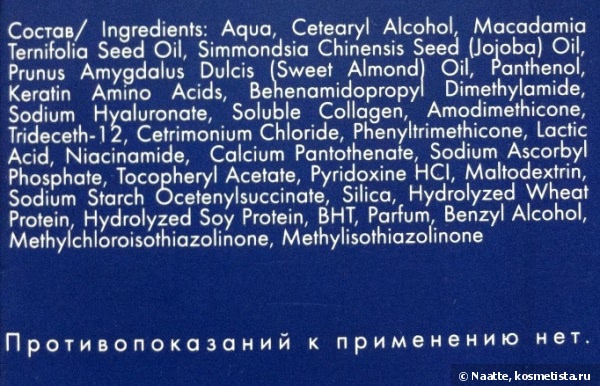 Состав/ Ingredients: Aqua, Cetearyl Alcohol, Macadamia
Ternifolia Seed Oil, Simmondsia Chinensis Seed (Jojoba) Oil,
Prunus Amygdalus Dulcis (Sweet Almond) Oil, Panthenol,
Keratin Amino Acids, Behenamidopropyl Dimethylamide,
Sodium Hyaluronate, Soluble Collagen, Amodimethicone,
Trideceth-12, Cetrimonium Chloride, Phenyltrimethicone, Lactic
Acid, Niacinamide, Calcium Pantothenate, Sodium Ascorbyl
Phosphate, Tocopheryl Acetate, Pyridoxine HCl, Maltodextrin,
Sodium Starch Ocetenylsuccinate, Silica, Hydrolyzed Wheat
Protein, Hydrolyzed Soy Protein, BHT, Parfum, Benzyl Alcohol,
Methylchloroisothiazolinone, Methylisothiazolinone
Противопоказаний к применению нет.
© Naatte, kosmetista.ru